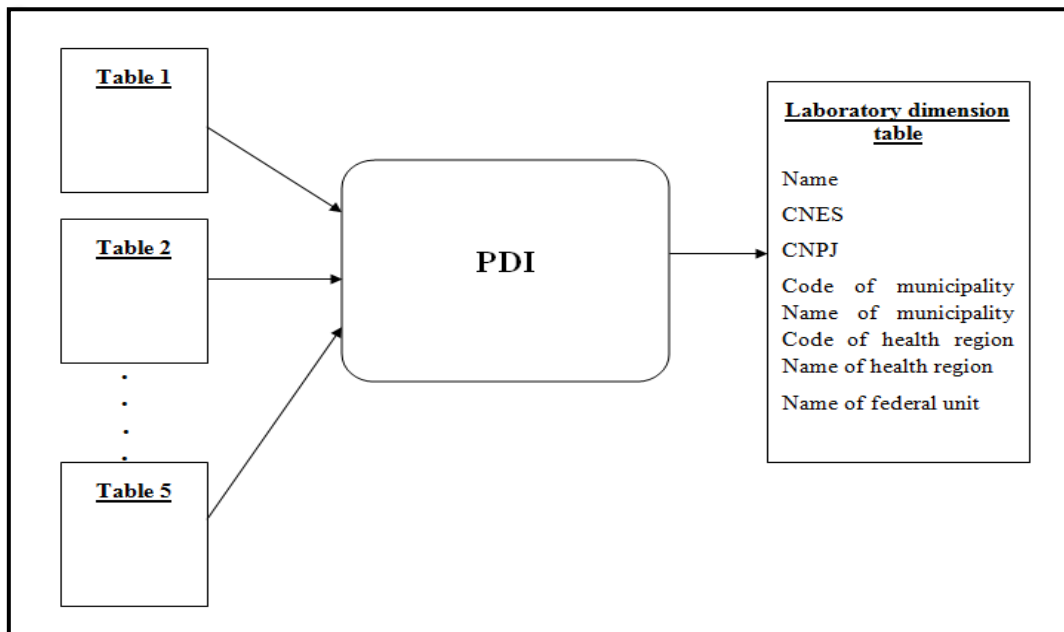 Table 1
Table 2
Table 5
PDI
Laboratory dimension
table
Name
CNES
CNPJ
Code of municipality
Name of municipality
Code of health region
Name of health region
Name of federal unit